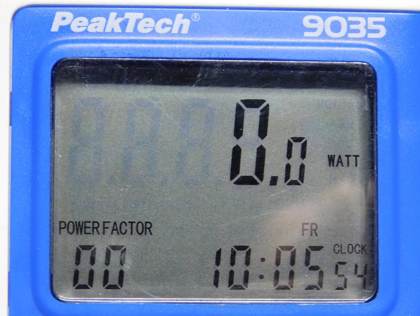 PeakTech® 9035
0.0 WATT
POWER FACTOR FR CLOCK
00 10:05 54